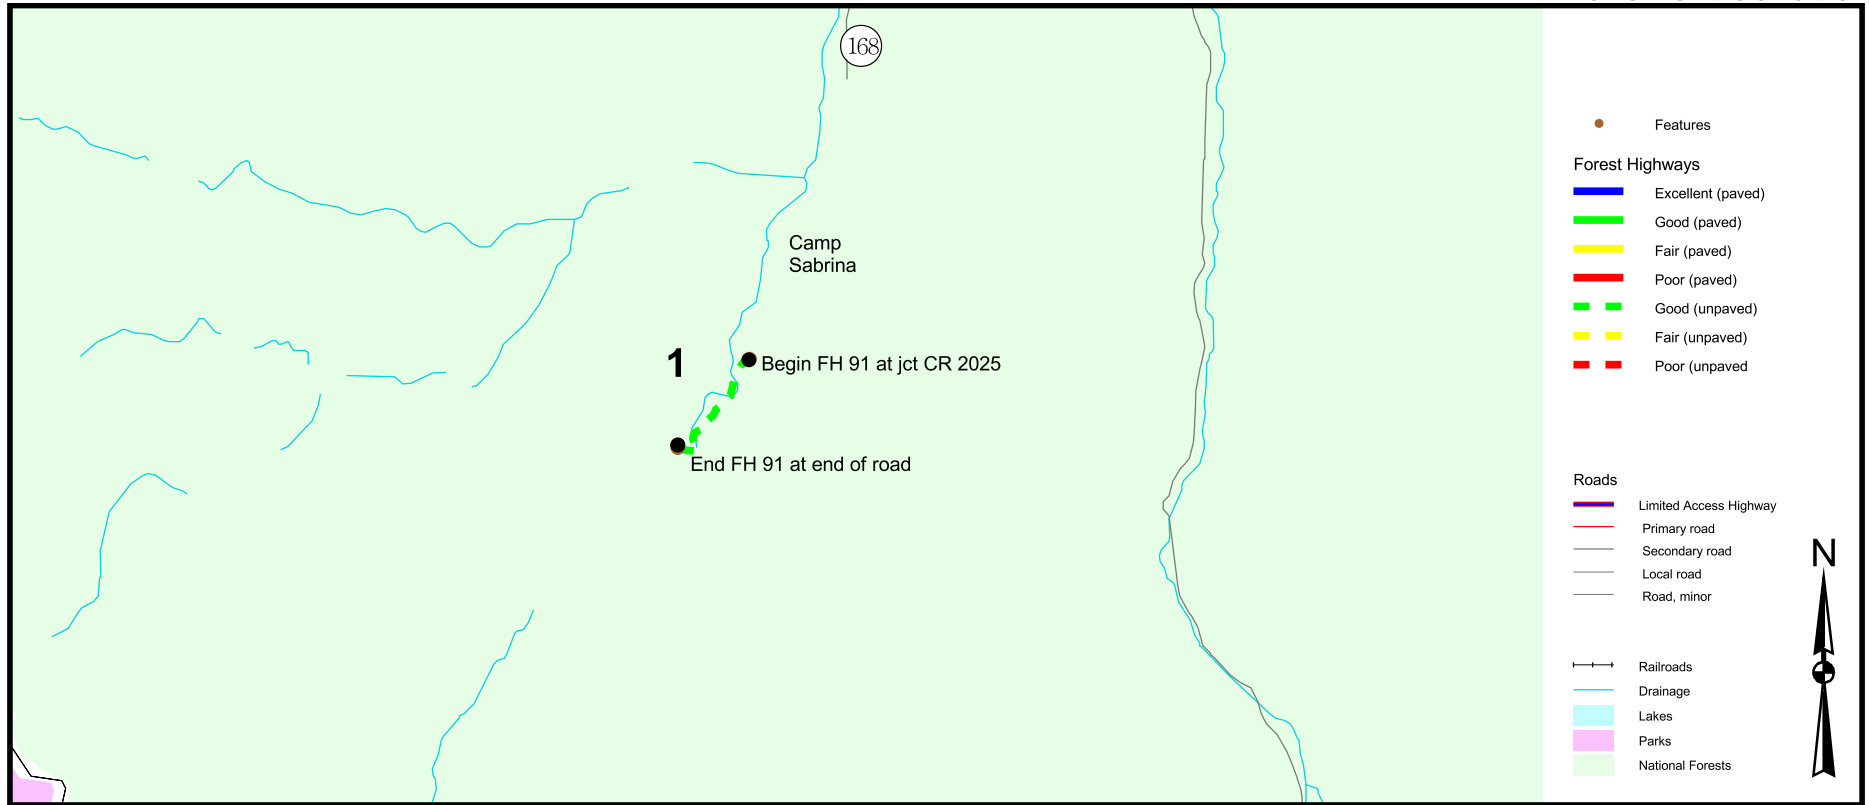 168
Camp
Sabrina
1
Begin FH 91 at jct CR 2025
End FH 91 at end of road
Features
Forest Highways
Excellent (paved)
Good (paved)
Fair (paved)
Poor (paved)
Good (unpaved)
Fair (unpaved)
Poor (unpaved
Roads
Limited Access Highway
Primary road
Secondary road
Local road
Road, minor
N
Railroads
Drainage
Lakes
Parks
National Forests